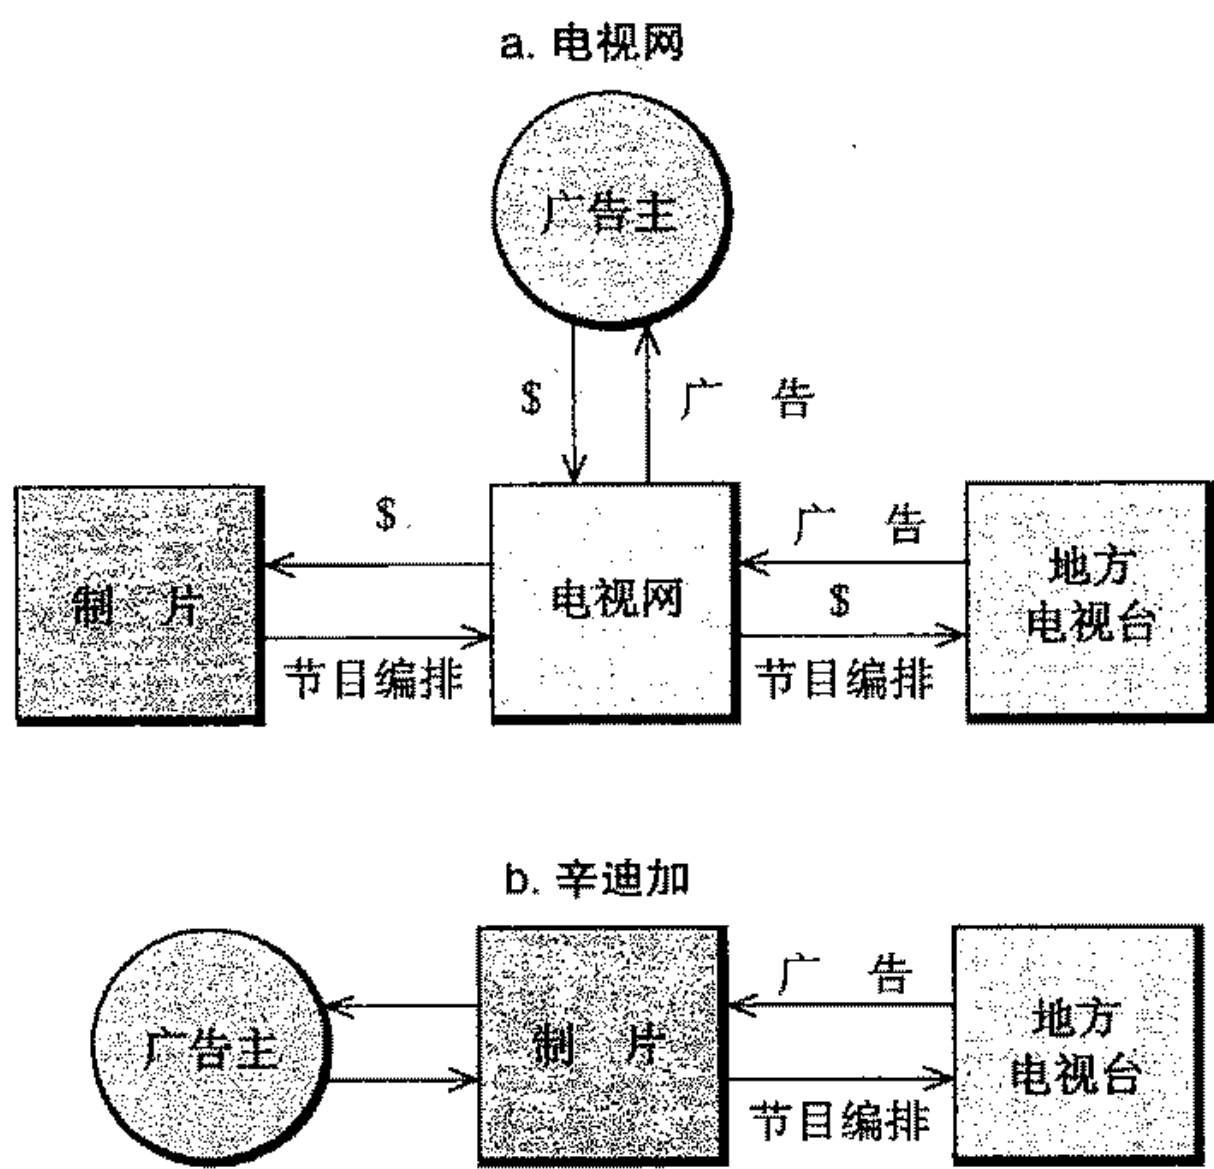 a. 电视网
广告主
$ 广 告
$ 广 告
制 片 电视网 $ 地方
电视台
节目编排 节目编排
b. 辛迪加
广 告
广告主 制 片 地方
电视台
节目编排